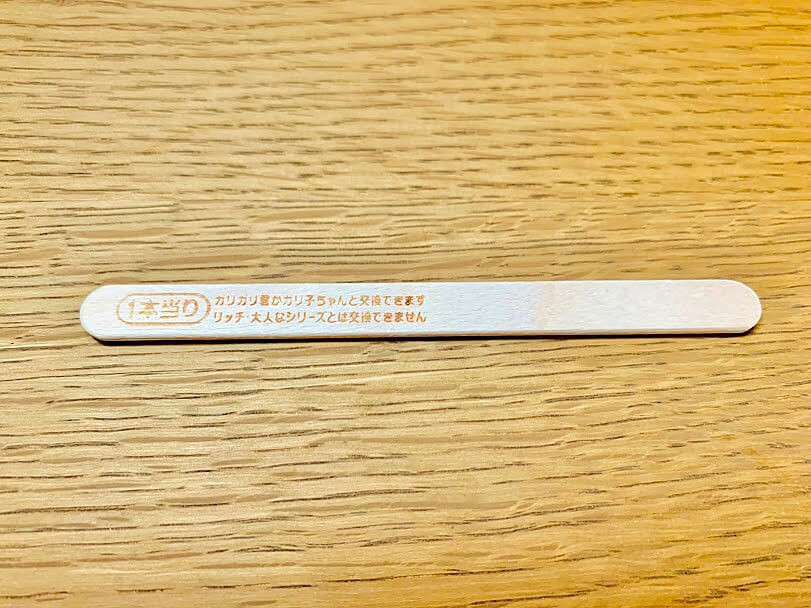 1本当り
ガリガリ君かガリ子ちゃんと交換できます
リッチ 大人なシリーズとは交換できません